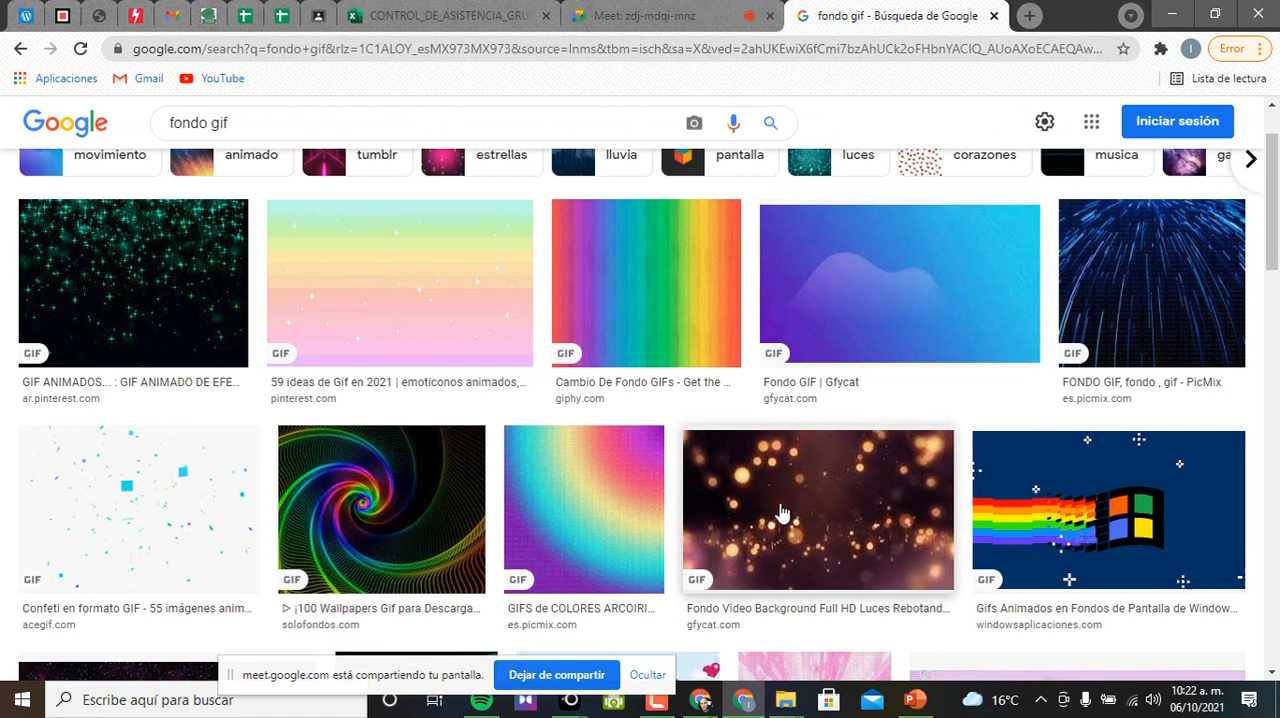 CONTROL_DE_ASISTENCIA_GRU
Meet: zdj-mdqi-mnz
fondo gif - Búsqueda de Google
google.com/search?q=fondo+gif&rlz=1C1ALOY_esMX973MX973&source=lnms&tbm=isch&sa=X&ved=2ahUKEwiX6fCmi7bzAhUCk2oFHbnYACIQ_AUoAXoECAEQAw...
Error
Aplicaciones
Gmail
YouTube
Lista de lectura
Google
fondo gif
Iniciar sesión
movimiento
animado
tumblr
estrellas
lluvia
pantalla
luces
corazones
musica
ga
GIF
GIF
GIF
GIF
GIF
GIF ANIMADOS... : GIF ANIMADO DE EFE...
ar.pinterest.com
59 ideas de Gif en 2021 | emoticonos animados,...
pinterest.com
Cambio De Fondo GIFs - Get the ...
giphy.com
Fondo GIF | Gfycat
gfycat.com
FONDO GIF, fondo , gif - PicMix
es.picmix.com
GIF
GIF
GIF
GIF
GIF
Confeti en formato GIF - 55 imágenes anim...
acegif.com
ᐅ ¡100 Wallpapers Gif para Descarga...
solofondos.com
GIFS de COLORES ARCOIRI...
es.picmix.com
Fondo Video Background Full HD Luces Rebotand...
gfycat.com
Gifs Animados en Fondos de Pantalla de Window...
windowsaplicaciones.com
meet.google.com está compartiendo tu pantalla.
Dejar de compartir
Ocultar
Escribe aquí para buscar
16°C
10:22 a. m.
06/10/2021